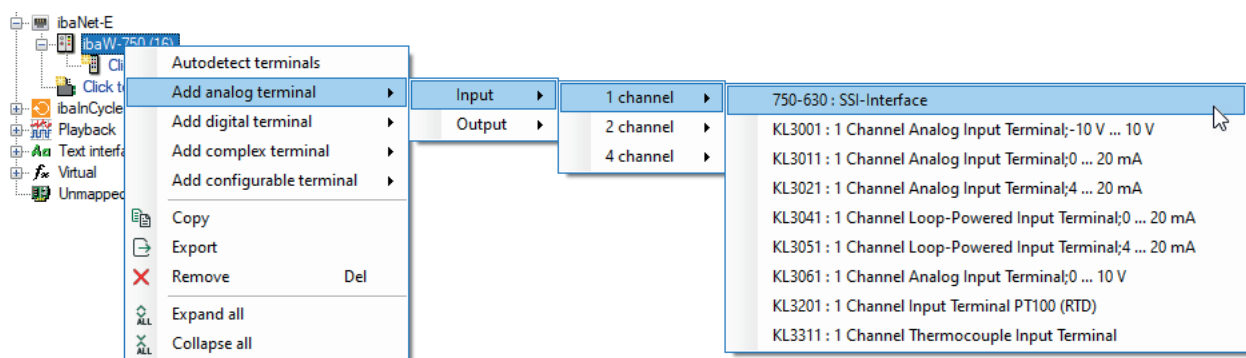 ibaNet-E
ibaW-750 (16)
Cli
Click to
ibaInCycle
Playback
Text interfa
Virtual
Unmapped
Autodetect terminals
Add analog terminal
Add digital terminal
Add complex terminal
Add configurable terminal
Copy
Export
Remove Del
Expand all
Collapse all
Input
Output
1 channel
2 channel
4 channel
750-630 : SSI-Interface
KL3001 : 1 Channel Analog Input Terminal;-10 V ... 10 V
KL3011 : 1 Channel Analog Input Terminal;0 ... 20 mA
KL3021 : 1 Channel Analog Input Terminal;4 ... 20 mA
KL3041 : 1 Channel Loop-Powered Input Terminal;0 ... 20 mA
KL3051 : 1 Channel Loop-Powered Input Terminal;4 ... 20 mA
KL3061 : 1 Channel Analog Input Terminal;0 ... 10 V
KL3201 : 1 Channel Input Terminal PT100 (RTD)
KL3311 : 1 Channel Thermocouple Input Terminal